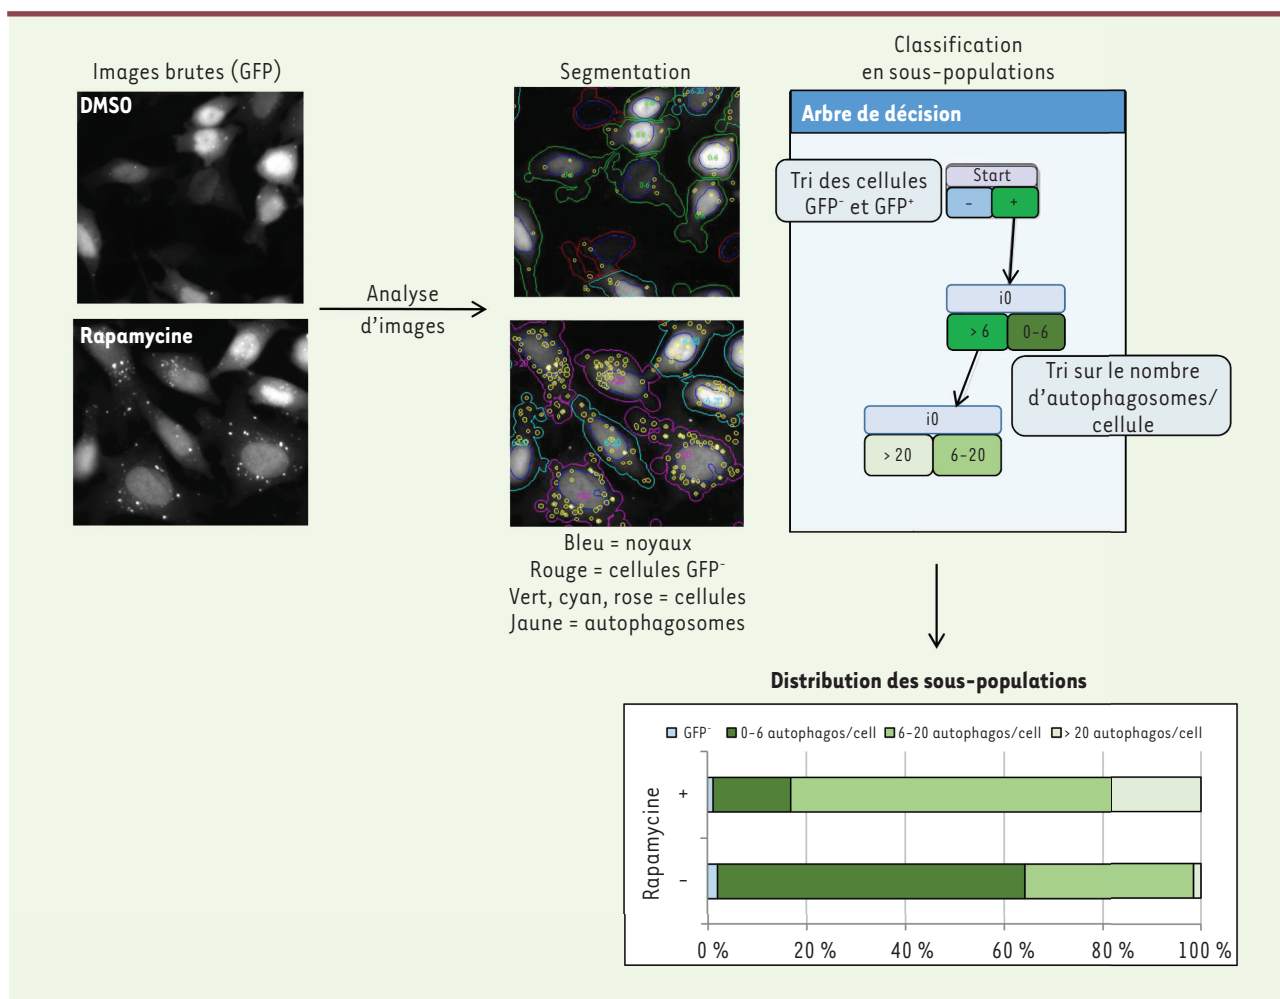 Images brutes (GFP)
DMSO
Rapamycine
Analyse
d'images
Segmentation
Bleu = noyaux
Rouge = cellules GFP⁻
Vert, cyan, rose = cellules
Jaune = autophagosomes
Classification
en sous-populations
Arbre de décision
Tri des cellules
GFP⁻ et GFP⁺
Start
- +
i0
> 6 0-6
Tri sur le nombre
d'autophagosomes/
cellule
i0
> 20 6-20
Distribution des sous-populations
GFP⁻ 0-6 autophagos/cell 6-20 autophagos/cell > 20 autophagos/cell
Rapamycine
+
-
0 % 20 % 40 % 60 % 80 % 100 %